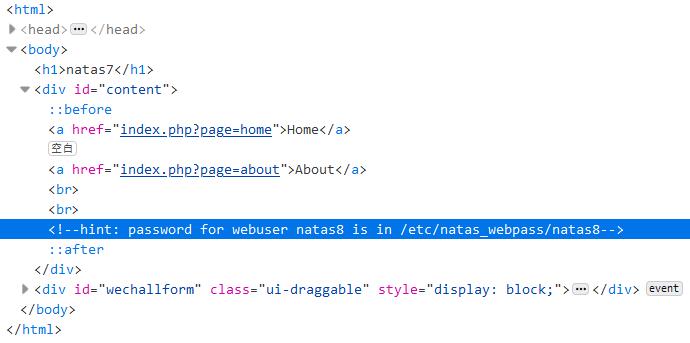 <html>
<head> ••• </head>
<body>
<h1>natas7</h1>
<div id="content">
::before
<a href="index.php?page=home">Home</a>
空白
<a href="index.php?page=about">About</a>
<br>
<br>
<!--hint: password for webuser natas8 is in /etc/natas_webpass/natas8-->
::after
</div>
<div id="wechallform" class="ui-draggable" style="display: block;"> ••• </div> event
</body>
</html>